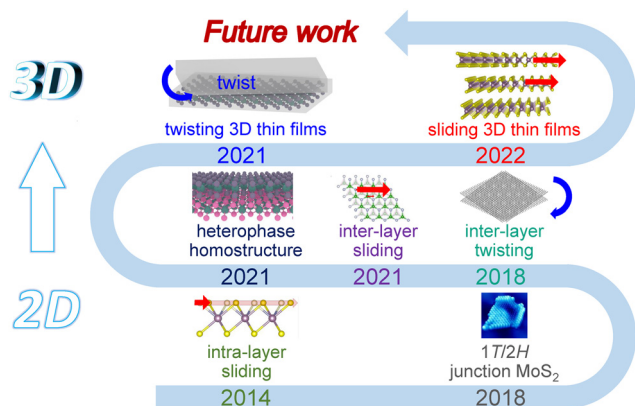 Future work
3D
twist
twisting 3D thin films
2021
sliding 3D thin films
2022
heterophase
homostructure
2021
inter-layer
sliding
2021
inter-layer
twisting
2018
2D
intra-layer
sliding
2014
1T/2H
junction MoS₂
2018